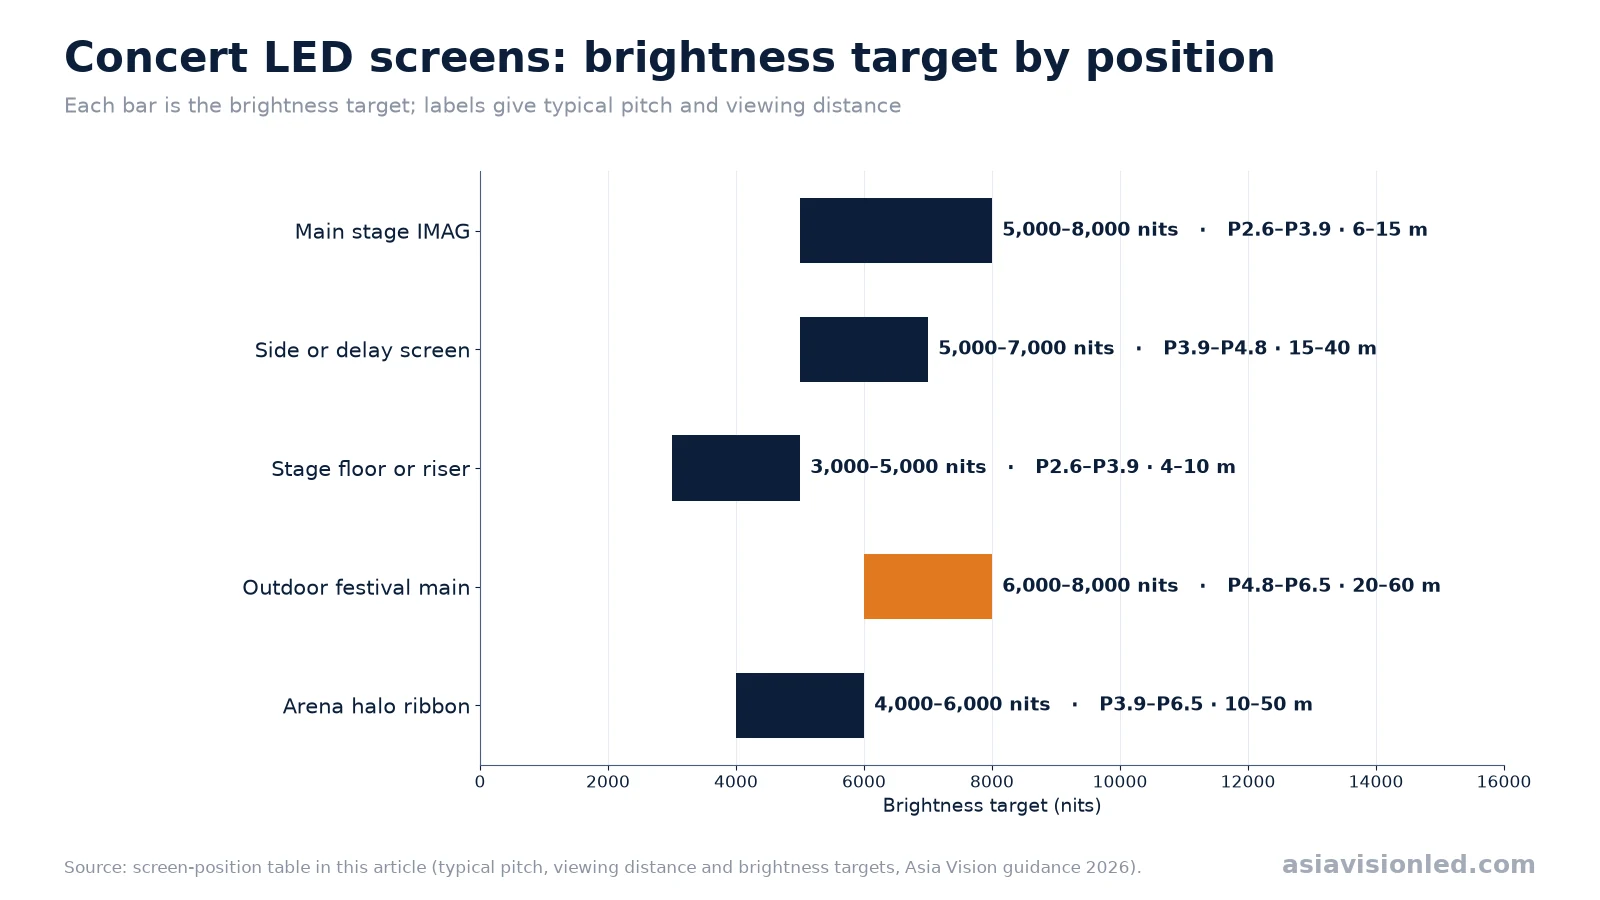 Concert LED screens: brightness target by position
Each bar is the brightness target; labels give typical pitch and viewing distance
Main stage IMAG
5,000–8,000 nits · P2.6–P3.9 · 6–15 m
Side or delay screen
5,000–7,000 nits · P3.9–P4.8 · 15–40 m
Stage floor or riser
3,000–5,000 nits · P2.6–P3.9 · 4–10 m
Outdoor festival main
6,000–8,000 nits · P4.8–P6.5 · 20–60 m
Arena halo ribbon
4,000–6,000 nits · P3.9–P6.5 · 10–50 m
0 2000 4000 6000 8000 10000 12000 14000 16000
Brightness target (nits)
Source: screen-position table in this article (typical pitch, viewing distance and brightness targets, Asia Vision guidance 2026).
asiavisionled.com